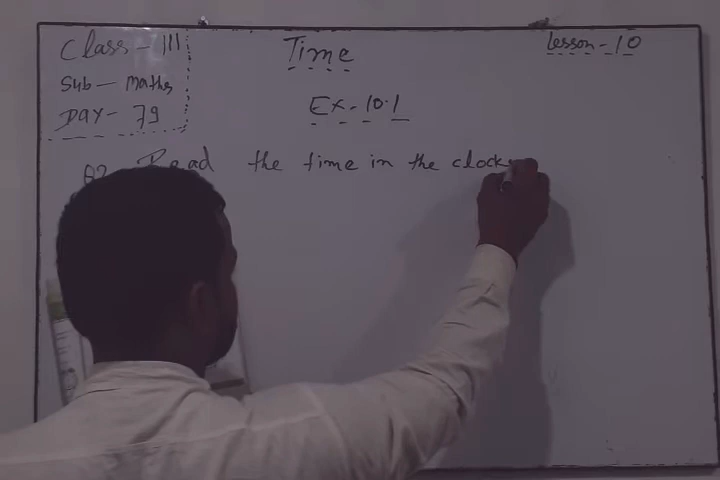 Class - III
Time
Lesson - 10
Sub - Maths
Day - 79
Ex - 10.1
Read the time in the clock